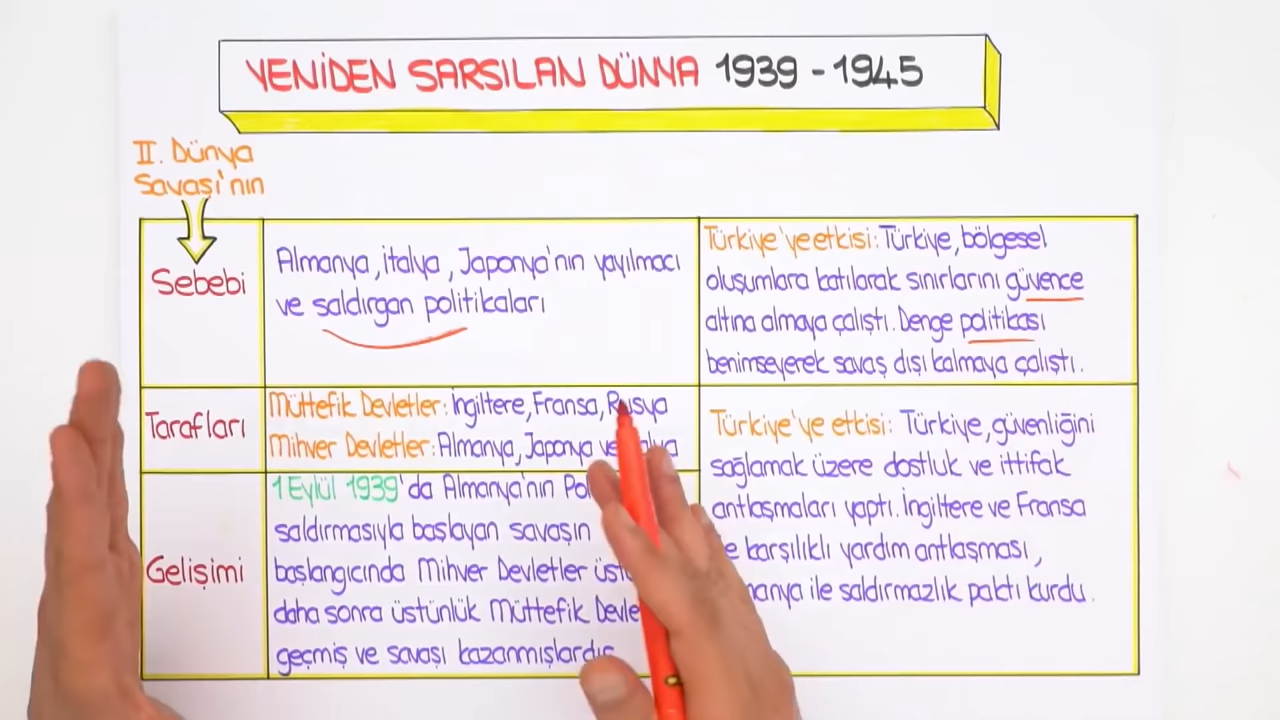 YENİDEN SARSILAN DÜNYA 1939 - 1945
II. Dünya
Savaşı'nın
Sebebi
Almanya, İtalya, Japonya'nın yayılmacı
ve saldırgan politikaları
Türkiye'ye etkisi: Türkiye, bölgesel
oluşumlara katılarak sınırlarını güvence
altına almaya çalıştı. Denge politikası
benimseyerek savaş dışı kalmaya çalıştı.
Tarafları
Müttefik Devletler: İngiltere, Fransa, Rusya
Mihver Devletler: Almanya, Japonya ve
Gelişimi
1 Eylül 1939'da Almanya'nın
saldırmasıyla başlayan savaşın
başlangıcında Mihver Devletler
daha sonra üstünlük Müttefik
geçmiş ve savaşı kazanmışlardır.
Türkiye'ye etkisi: Türkiye, güvenliğini
sağlamak üzere dostluk ve ittifak
antlaşmaları yaptı. İngiltere ve Fransa
karşılıklı yardım antlaşması,
ile saldırmazlık paktı kurdu.